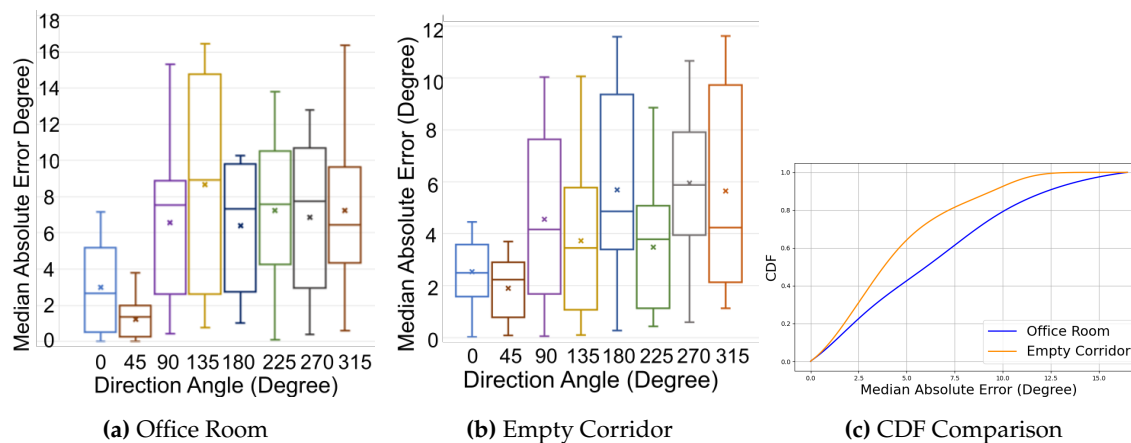 18
16
14
12
10
8
6
4
2
0
Median Absolute Error Degree)
0 45 90 135 180 225 270 315
Direction Angle (Degree)
(a) Office Room
12
10
8
6
4
2
0
Median Absolute Error (Degree)
0 45 90 135 180 225 270 315
Direction Angle (Degree)
(b) Empty Corridor
1.0
0.8
0.6
0.4
0.2
0.0
CDF
Office Room
Empty Corridor
0.0 2.5 5.0 7.5 10.0 12.5 15.0
Median Absolute Error (Degree)
(c) CDF Comparison